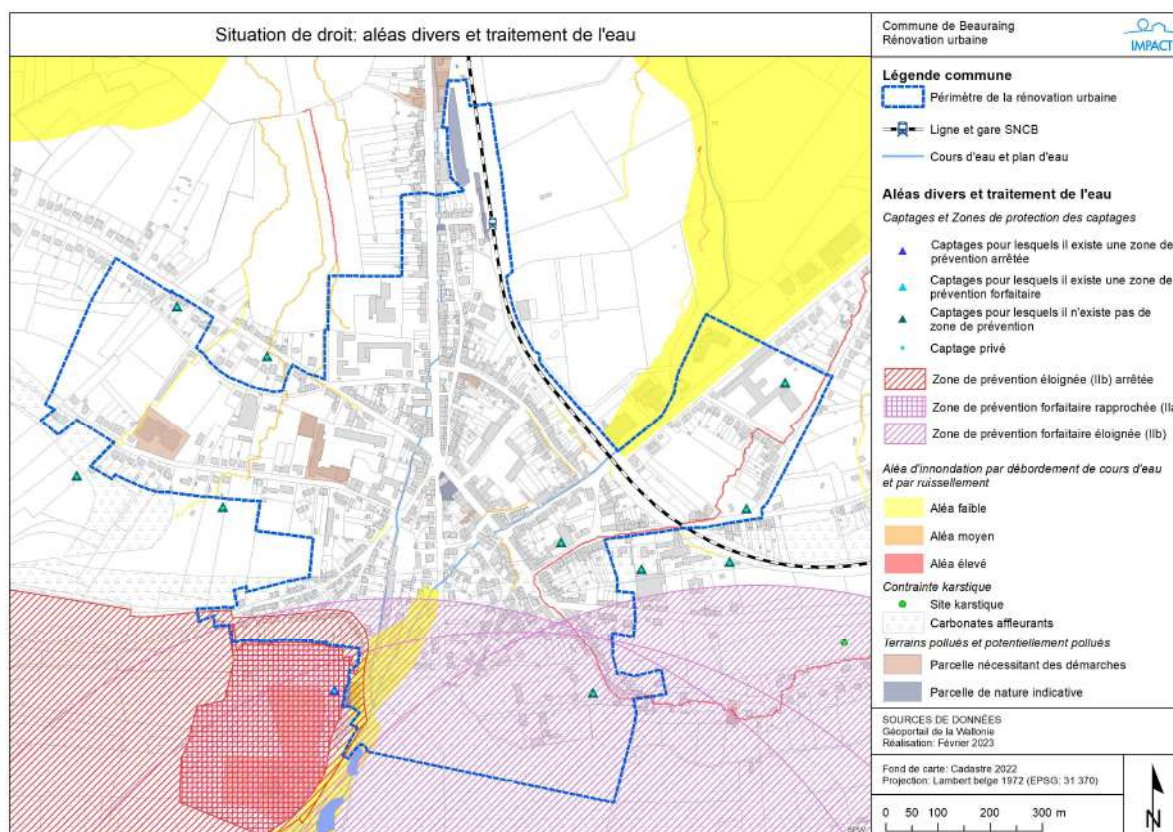 Situation de droit: aléas divers et traitement de l'eau
Commune de Beauraing
Rénovation urbaine
IMPACT
Légende commune
Périmètre de la rénovation urbaine
Ligne et gare SNCB
Cours d'eau et plan d'eau
Aléas divers et traitement de l'eau
Captages et Zones de protection des captages
Captages pour lesquels il existe une zone de
prévention arrêtée
Captages pour lesquels il existe une zone de
prévention forfaitaire
Captages pour lesquels il n'existe pas de
zone de prévention
Captage privé
Zone de prévention éloignée (IIb) arrêtée
Zone de prévention forfaitaire rapprochée (IIa
Zone de prévention forfaitaire éloignée (IIb)
Aléa d'innondation par débordement de cours d'eau
et par ruissellement
Aléa faible
Aléa moyen
Aléa élevé
Contrainte karstique
Site karstique
Carbonates affleurants
Terrains pollués et potentiellement pollués
Parcelle nécessitant des démarches
Parcelle de nature indicative
SOURCES DE DONNÉES
Géoportail de la Wallonie
Réalisation: Février 2023
Fond de carte: Cadastre 2022
Projection: Lambert belge 1972 (EPSG: 31 370)
0 50 100 200 300 m
N